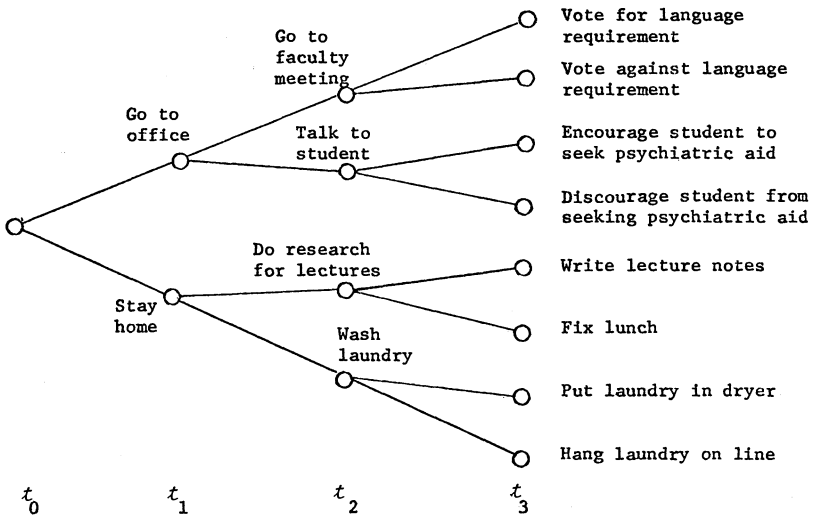 Vote for language
requirement
Go to
faculty
meeting
Vote against language
requirement
Go to
office
Talk to
student
Encourage student to
seek psychiatric aid
Discourage student from
seeking psychiatric aid
Do research
for lectures
Write lecture notes
Stay
home
Fix lunch
Wash
laundry
Put laundry in dryer
Hang laundry on line
t0 t1 t2 t3